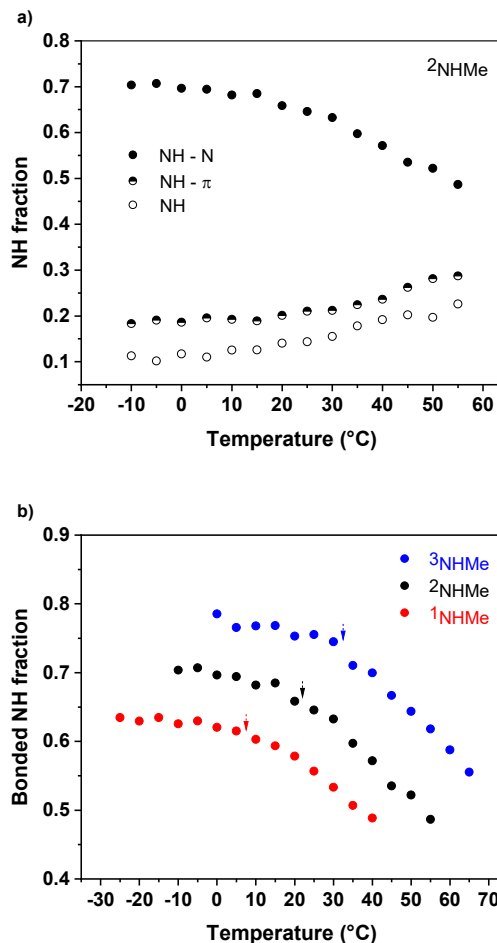 a)
0.8
0.7
0.6
0.5
0.4
0.3
0.2
0.1
NH fraction
²NHMe
NH - N
NH - π
NH
-20 -10 0 10 20 30 40 50 60
Temperature (°C)
b)
0.9
0.8
0.7
0.6
0.5
0.4
Bonded NH fraction
³NHMe
²NHMe
¹NHMe
-30 -20 -10 0 10 20 30 40 50 60 70
Temperature (°C)